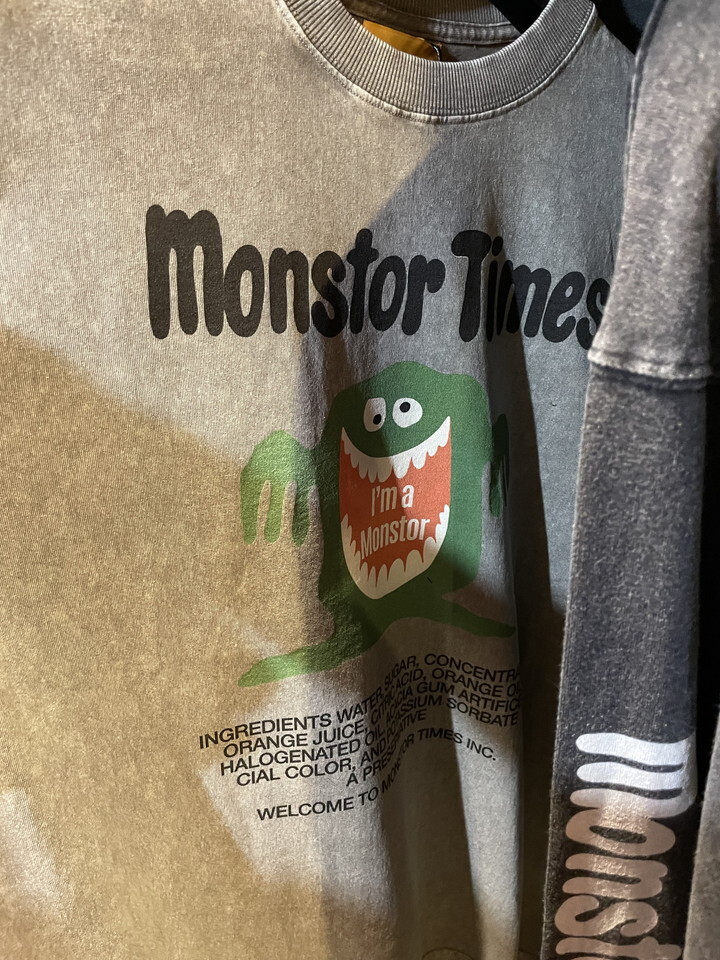 Monstor Times
I'm a
Monstor
INGREDIENTS WATER, SUGAR, CONCENTRA
ORANGE JUICE, CITRIC ACID, ORANGE
HALOGENATED OIL, ACACIA GUM ARTIFIC
CIAL COLOR, AND POTASSIUM SORBATE
A PRESERVATIVE
WELCOME TO MONSTOR TIMES INC.
Monst